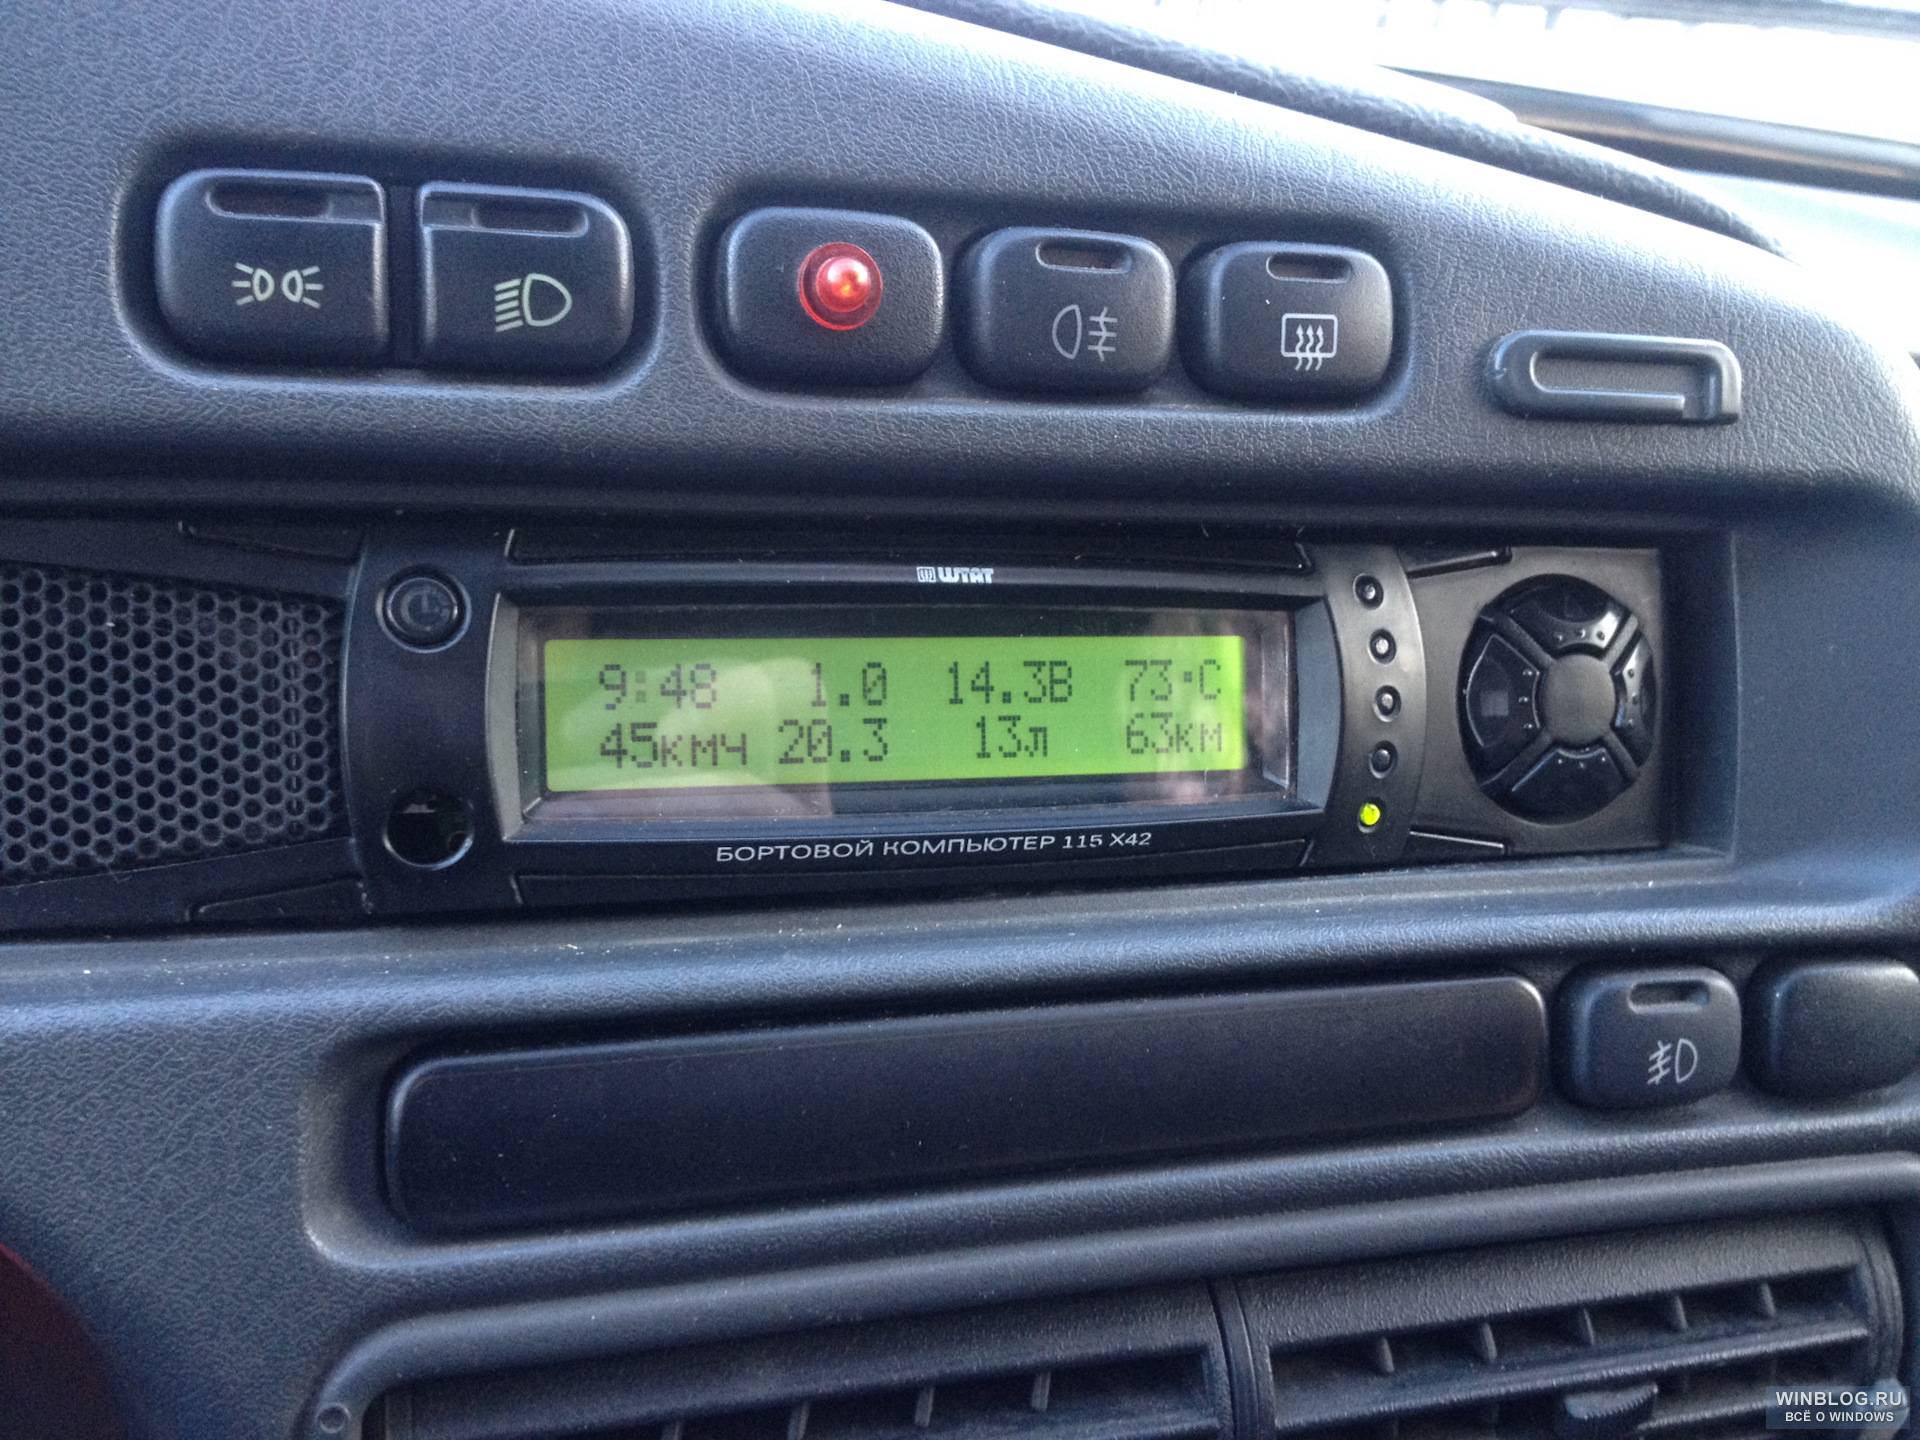 ШТАТ
9:48 1.0 14.3В 73°С
45кмч 20.3 13л 63км
БОРТОВОЙ КОМПЬЮТЕР 115 X42
WINBLOG.RU
ВСЁ О WINDOWS